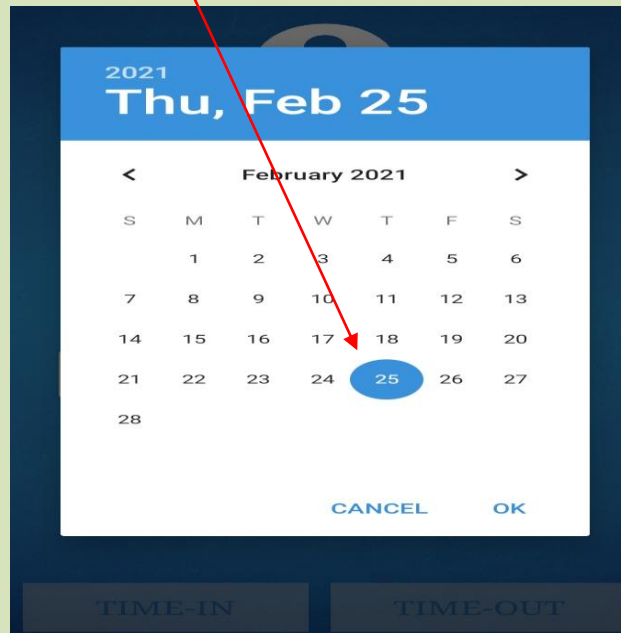 2021
Thu, Feb 25
< February 2021 >
S M T W T F S
1 2 3 4 5 6
7 8 9 10 11 12 13
14 15 16 17 18 19 20
21 22 23 24 25 26 27
28
CANCEL OK
TIME-IN TIME-OUT